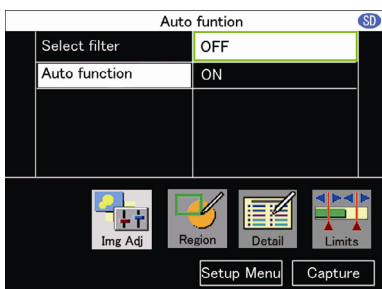 Auto funtion
SD
Select filter OFF
Auto function ON
Img Adj Region Detail Limits
Setup Menu Capture